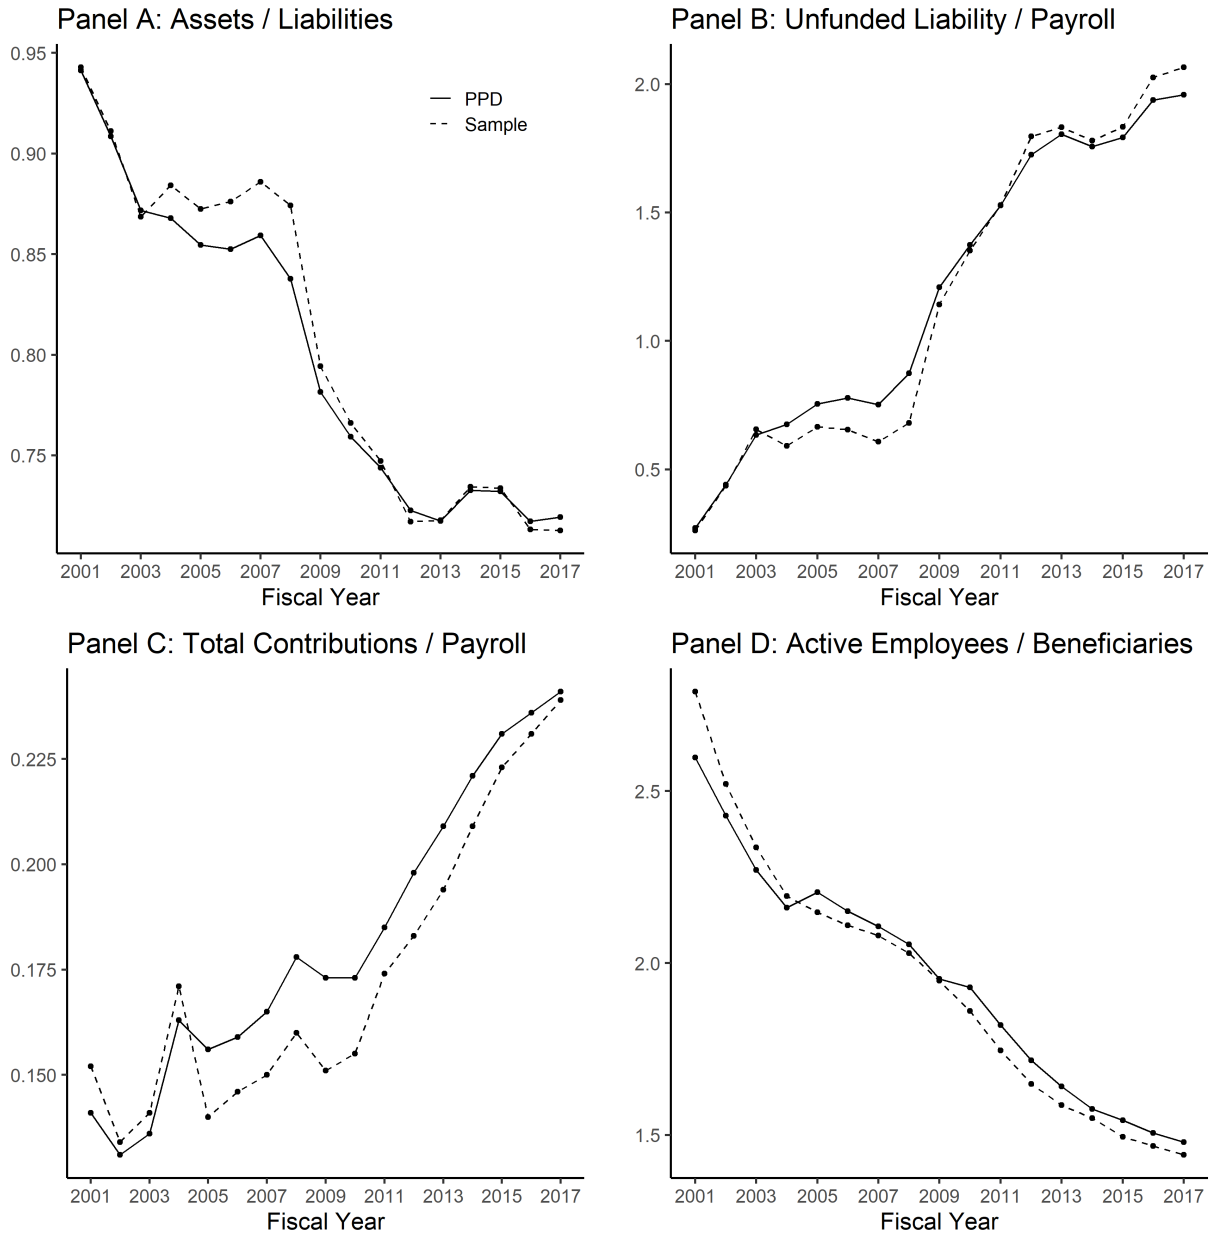 Panel A: Assets / Liabilities
0.95
0.90
0.85
0.80
0.75
PPD
Sample
2001 2003 2005 2007 2009 2011 2013 2015 2017
Fiscal Year
Panel B: Unfunded Liability / Payroll
2.0
1.5
1.0
0.5
2001 2003 2005 2007 2009 2011 2013 2015 2017
Fiscal Year
Panel C: Total Contributions / Payroll
0.225
0.200
0.175
0.150
2001 2003 2005 2007 2009 2011 2013 2015 2017
Fiscal Year
Panel D: Active Employees / Beneficiaries
2.5
2.0
1.5
2001 2003 2005 2007 2009 2011 2013 2015 2017
Fiscal Year